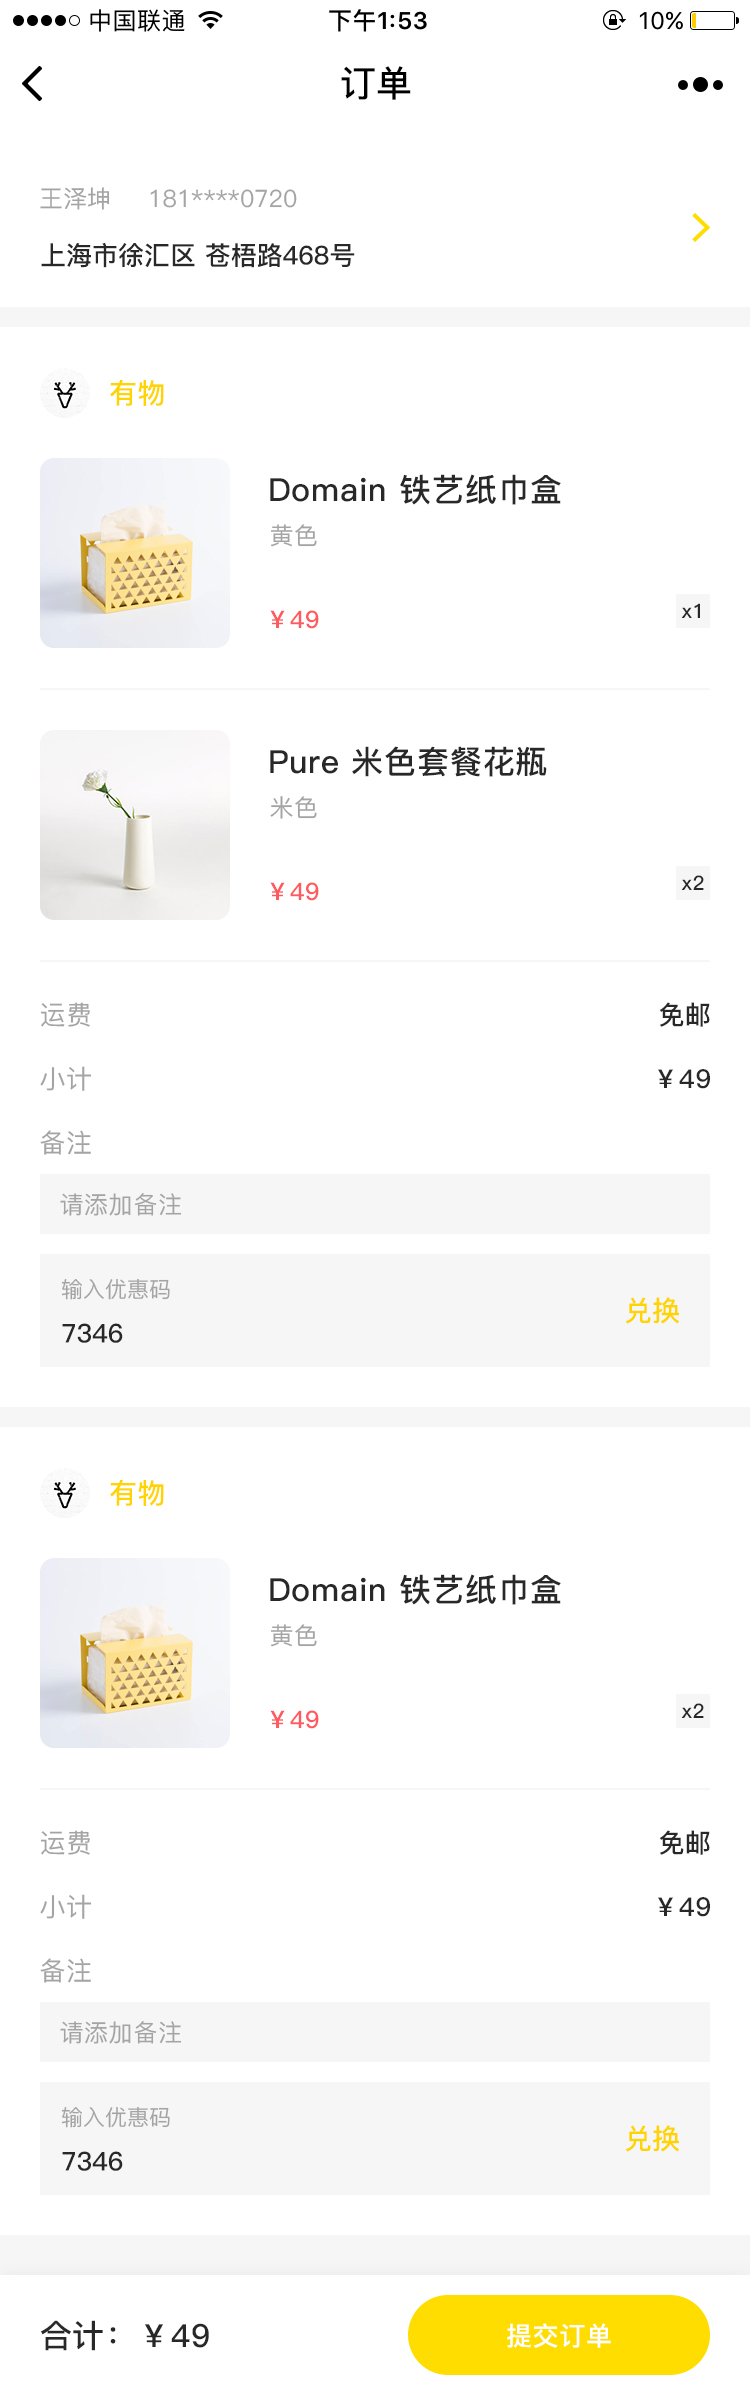 中国联通 下午1:53 10%
订单
王泽坤 181****0720
上海市徐汇区 苍梧路468号
有物
Domain 铁艺纸巾盒
黄色
¥ 49 x1
Pure 米色套餐花瓶
米色
¥ 49 x2
运费 免邮
小计 ¥ 49
备注
请添加备注
输入优惠码
7346 兑换
有物
Domain 铁艺纸巾盒
黄色
¥ 49 x2
运费 免邮
小计 ¥ 49
备注
请添加备注
输入优惠码
7346 兑换
合计： ¥ 49 提交订单